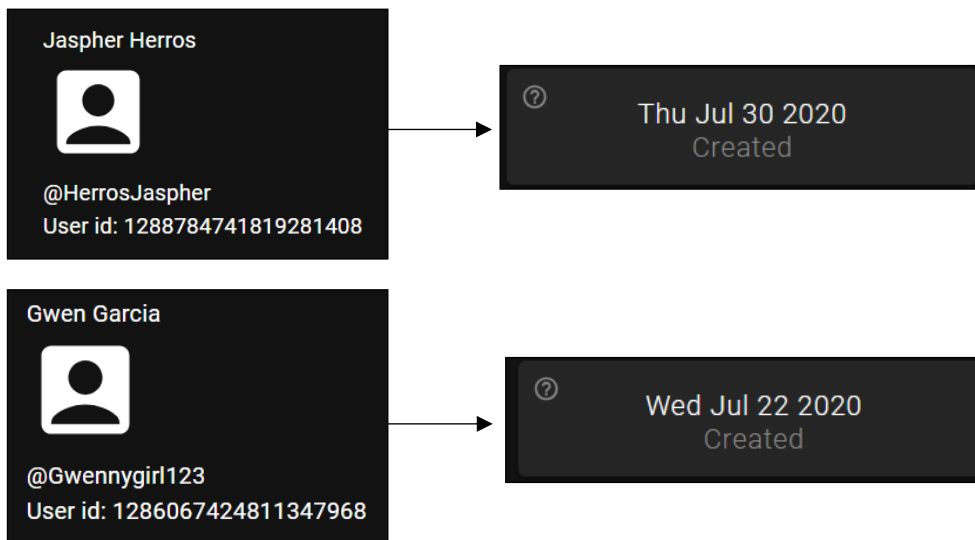 Jaspher Herros
@HerrosJaspher
User id: 1288784741819281408
Thu Jul 30 2020
Created
Gwen Garcia
@Gwennygirl123
User id: 1286067424811347968
Wed Jul 22 2020
Created